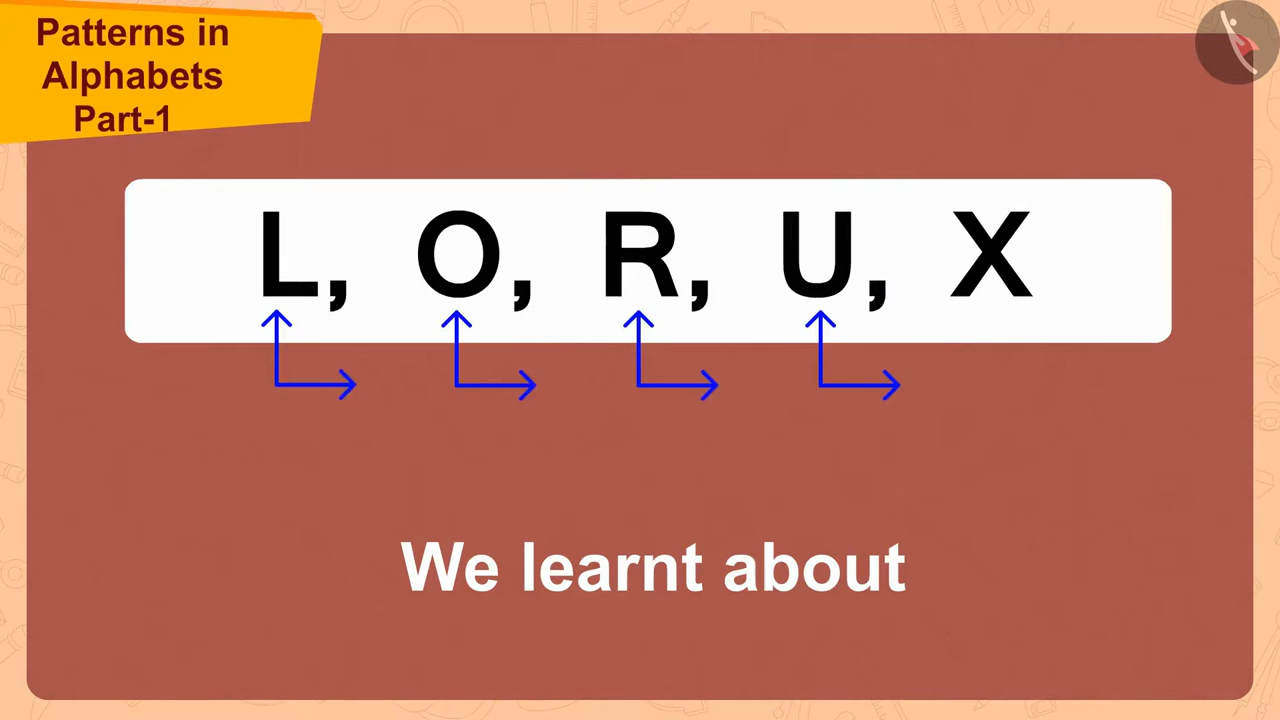 Patterns in
Alphabets
Part-1
L, O, R, U, X
We learnt about